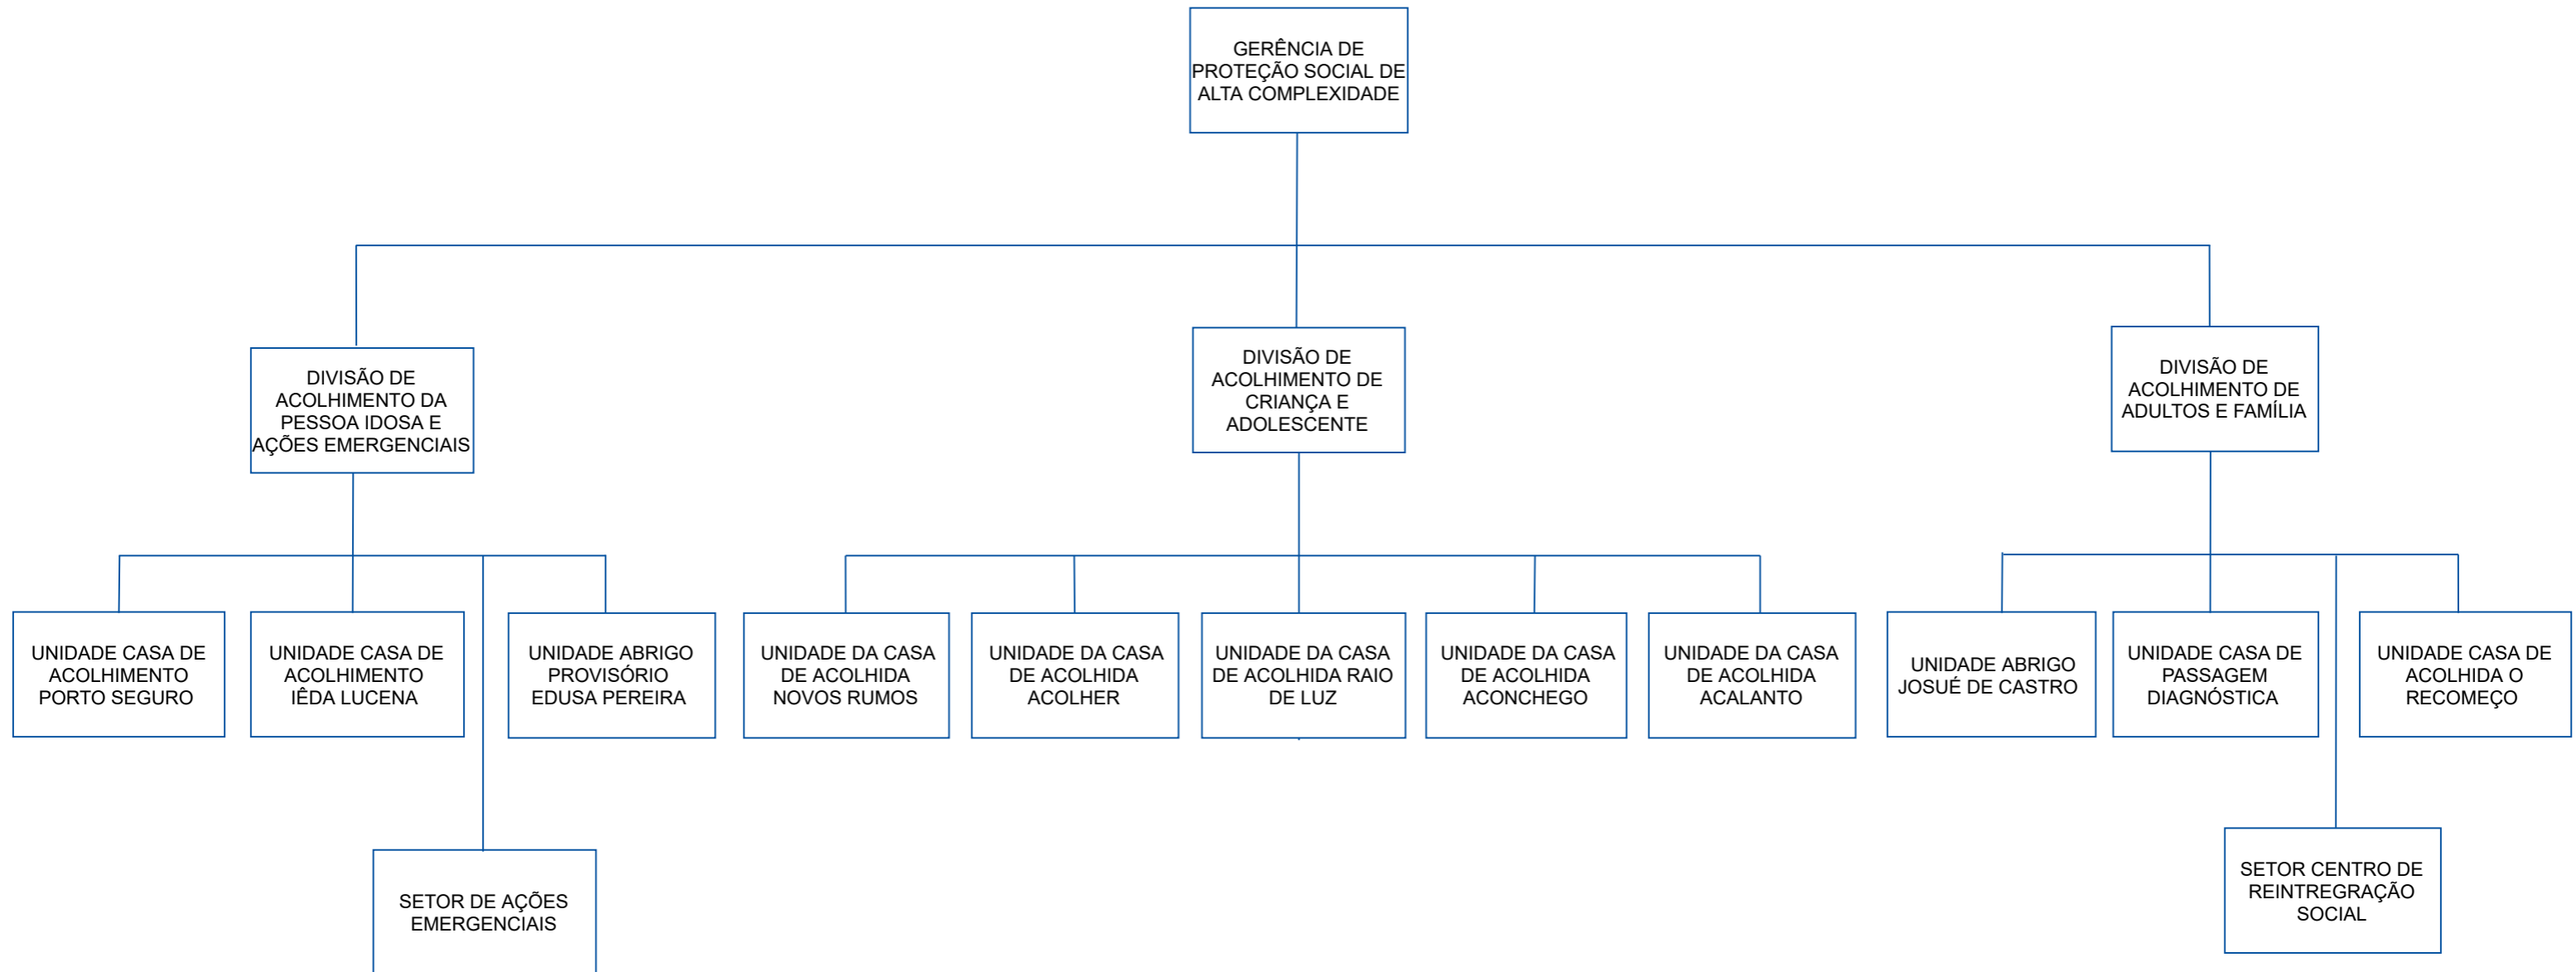 GERÊNCIA DE
PROTEÇÃO SOCIAL DE
ALTA COMPLEXIDADE
DIVISÃO DE
ACOLHIMENTO DA
PESSOA IDOSA E
AÇÕES EMERGENCIAIS
DIVISÃO DE
ACOLHIMENTO DE
CRIANÇA E
ADOLESCENTE
DIVISÃO DE
ACOLHIMENTO DE
ADULTOS E FAMÍLIA
UNIDADE CASA DE
ACOLHIMENTO
PORTO SEGURO
UNIDADE CASA DE
ACOLHIMENTO
IÊDA LUCENA
UNIDADE ABRIGO
PROVISÓRIO
EDUSA PEREIRA
UNIDADE DA CASA
DE ACOLHIDA
NOVOS RUMOS
UNIDADE DA CASA
DE ACOLHIDA
ACOLHER
UNIDADE DA CASA
DE ACOLHIDA RAIO
DE LUZ
UNIDADE DA CASA
DE ACOLHIDA
ACONCHEGO
UNIDADE DA CASA
DE ACOLHIDA
ACALANTO
UNIDADE ABRIGO
JOSUÉ DE CASTRO
UNIDADE CASA DE
PASSAGEM
DIAGNÓSTICA
UNIDADE CASA DE
ACOLHIDA O
RECOMEÇO
SETOR DE AÇÕES
EMERGENCIAIS
SETOR CENTRO DE
REINTREGRAÇÃO
SOCIAL